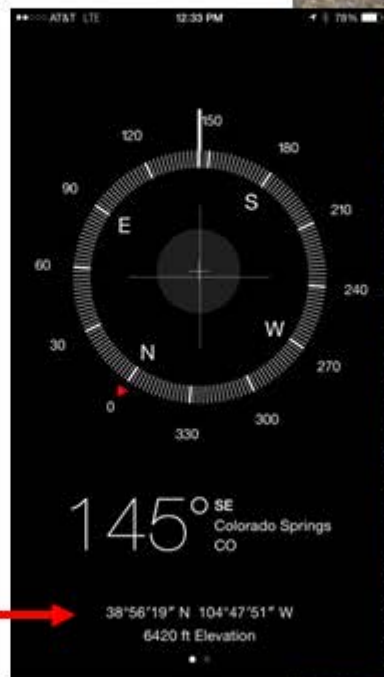 AT&T LTE 12:33 PM 78%
150
120
180
90
S
E
210
60
240
30
W
N
270
0
300
330
145° SE
Colorado Springs
CO
38°56'19" N 104°47'51" W
6420 ft Elevation